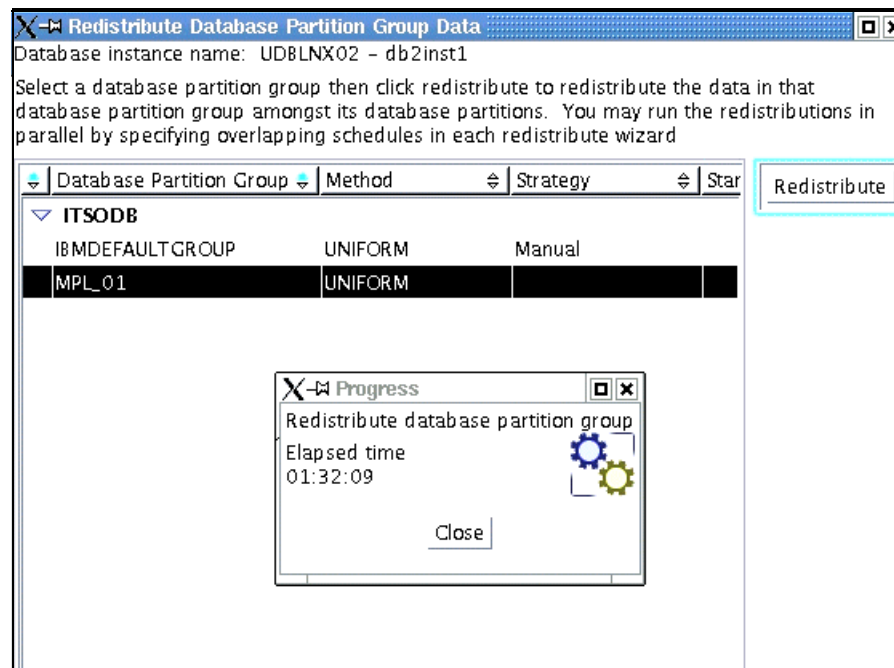 Redistribute Database Partition Group Data
Database instance name: UDBLNX02 - db2inst1
Select a database partition group then click redistribute to redistribute the data in that
database partition group amongst its database partitions. You may run the redistributions in
parallel by specifying overlapping schedules in each redistribute wizard
Database Partition Group Method Strategy Star
Redistribute
ITSODB
IBMDEFAULTGROUP UNIFORM Manual
MPL_01 UNIFORM
Progress
Redistribute database partition group
Elapsed time
01:32:09
Close